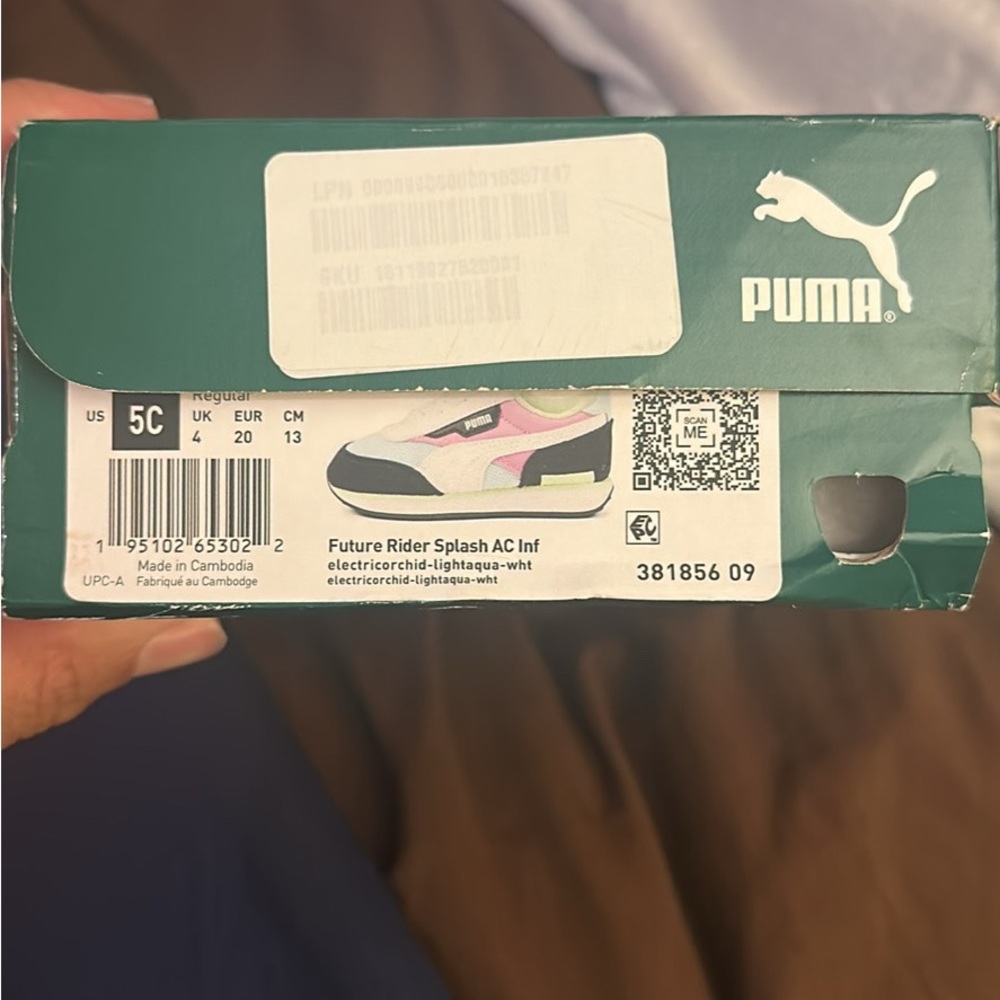 LPN
SKU
PUMA®
Regular
US 5C UK EUR CM
4 20 13
PUMA
SCAN
ME
1 95102 65302 2
Made in Cambodia
UPC-A Fabriqué au Cambodge
Future Rider Splash AC Inf
electricorchid-lightaqua-wht
electricorchid-lightaqua-wht
381856 09